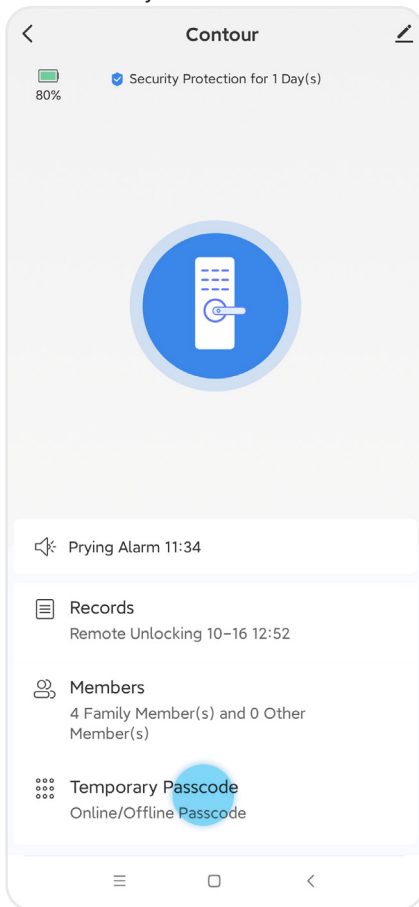 Contour
80%
Security Protection for 1 Day(s)
Prying Alarm 11:34
Records
Remote Unlocking 10-16 12:52
Members
4 Family Member(s) and 0 Other
Member(s)
Temporary Passcode
Online/Offline Passcode